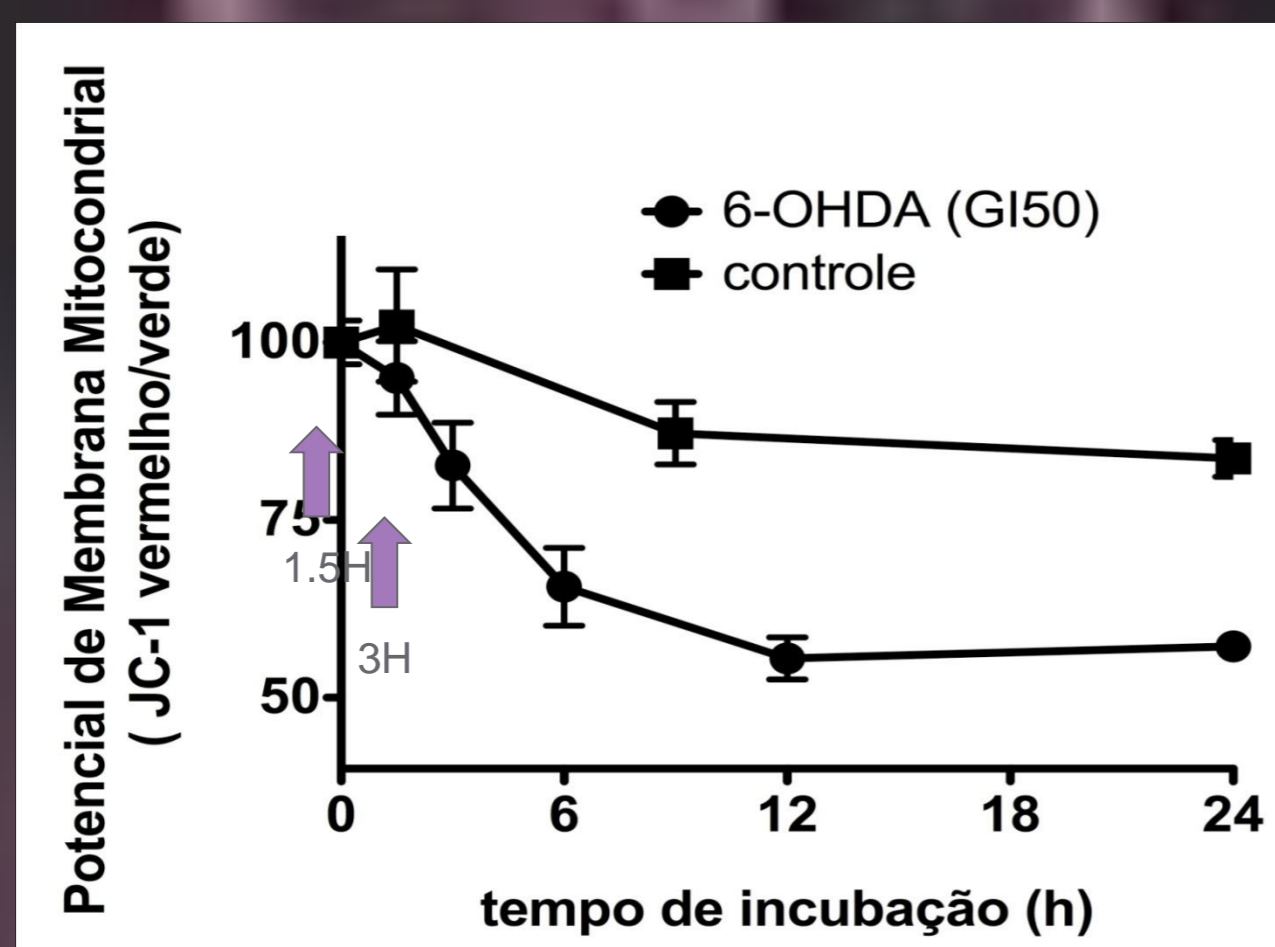 Potencial de Membrana Mitocondrial
( JC-1 vermelho/verde)
6-OHDA (GI50)
controle
100
75
50
1.5H
3H
0 6 12 18 24
tempo de incubação (h)